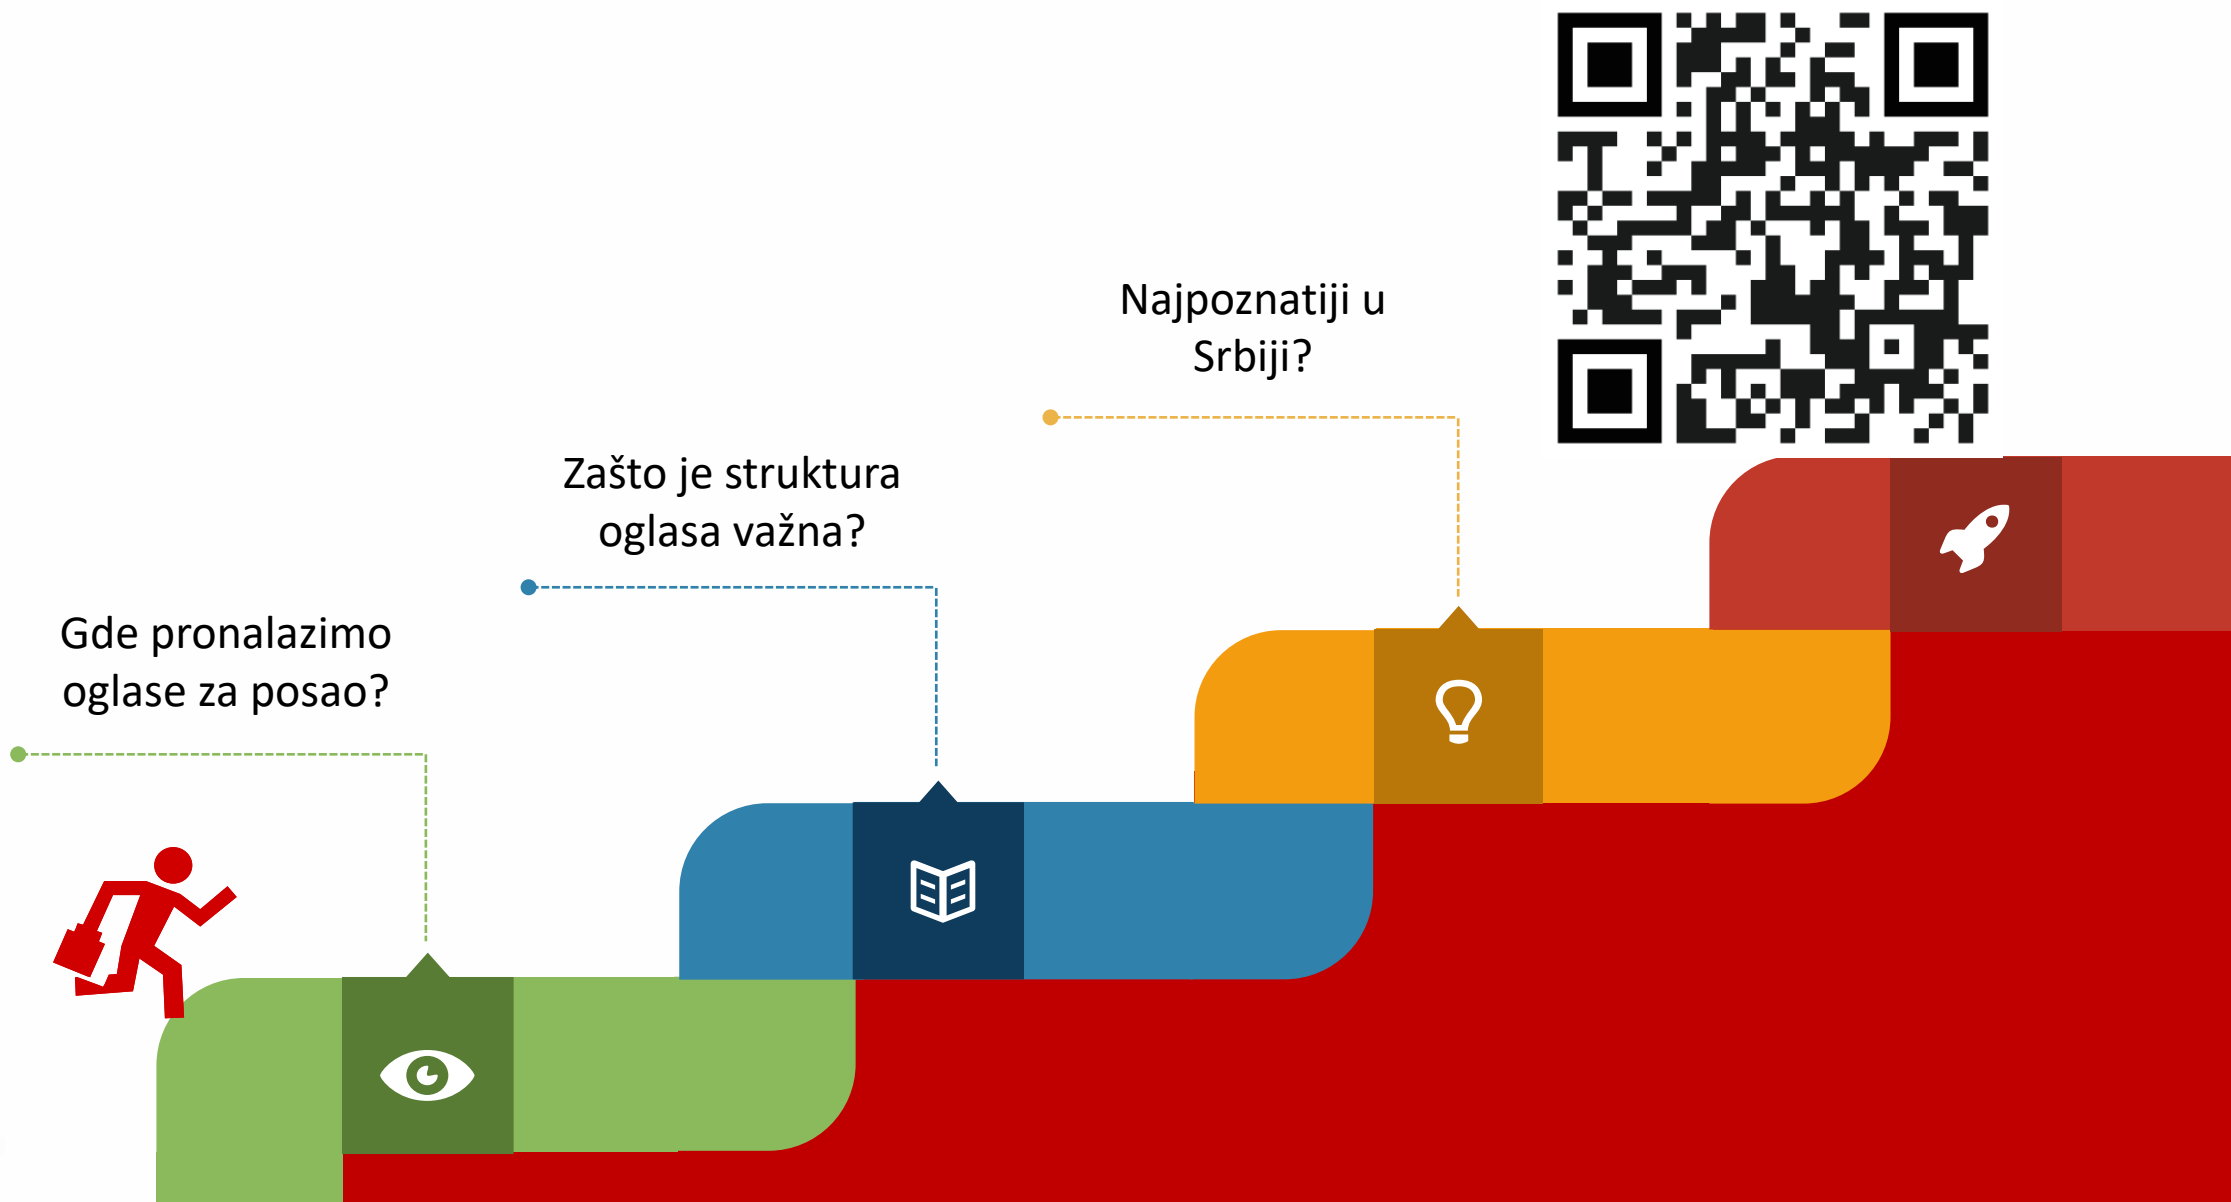 Gde pronalazimo
oglase za posao?
Zašto je struktura
oglasa važna?
Najpoznatiji u
Srbiji?